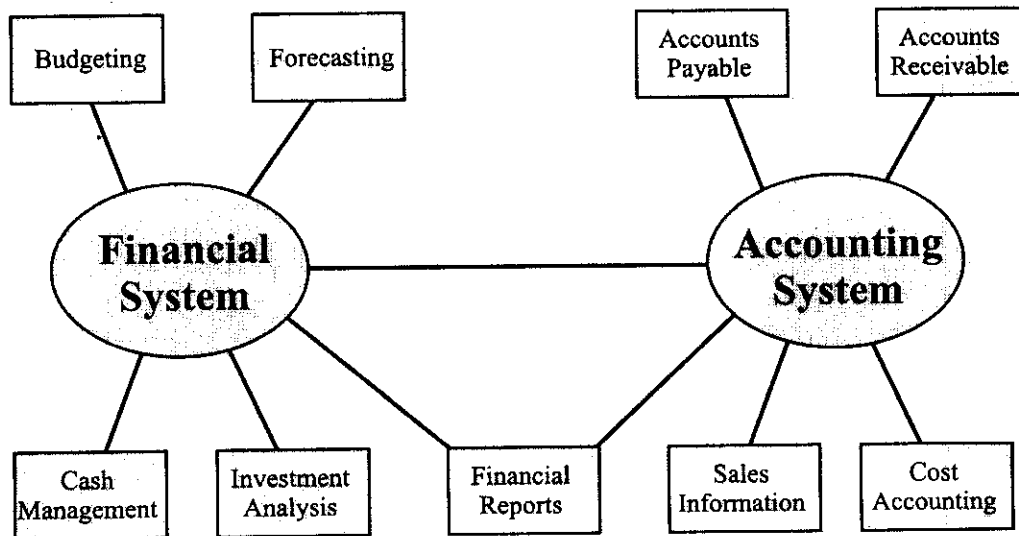 Budgeting
Forecasting
Accounts
Payable
Accounts
Receivable
Financial
System
Accounting
System
Cash
Management
Investment
Analysis
Financial
Reports
Sales
Information
Cost
Accounting